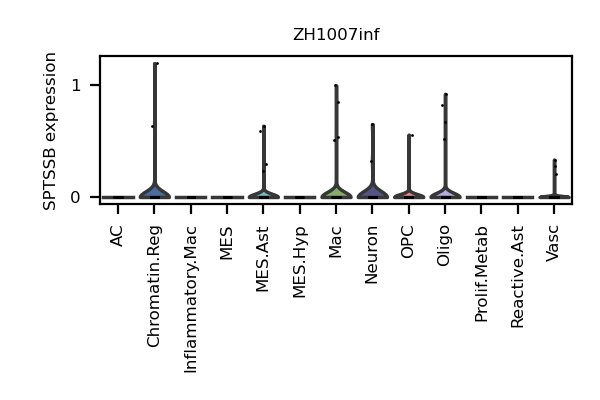 ZH1007inf
SPTSSB expression
1
0
AC
Chromatin.Reg
Inflammatory.Mac
MES
MES.Ast
MES.Hyp
Mac
Neuron
OPC
Oligo
Prolif.Metab
Reactive.Ast
Vasc